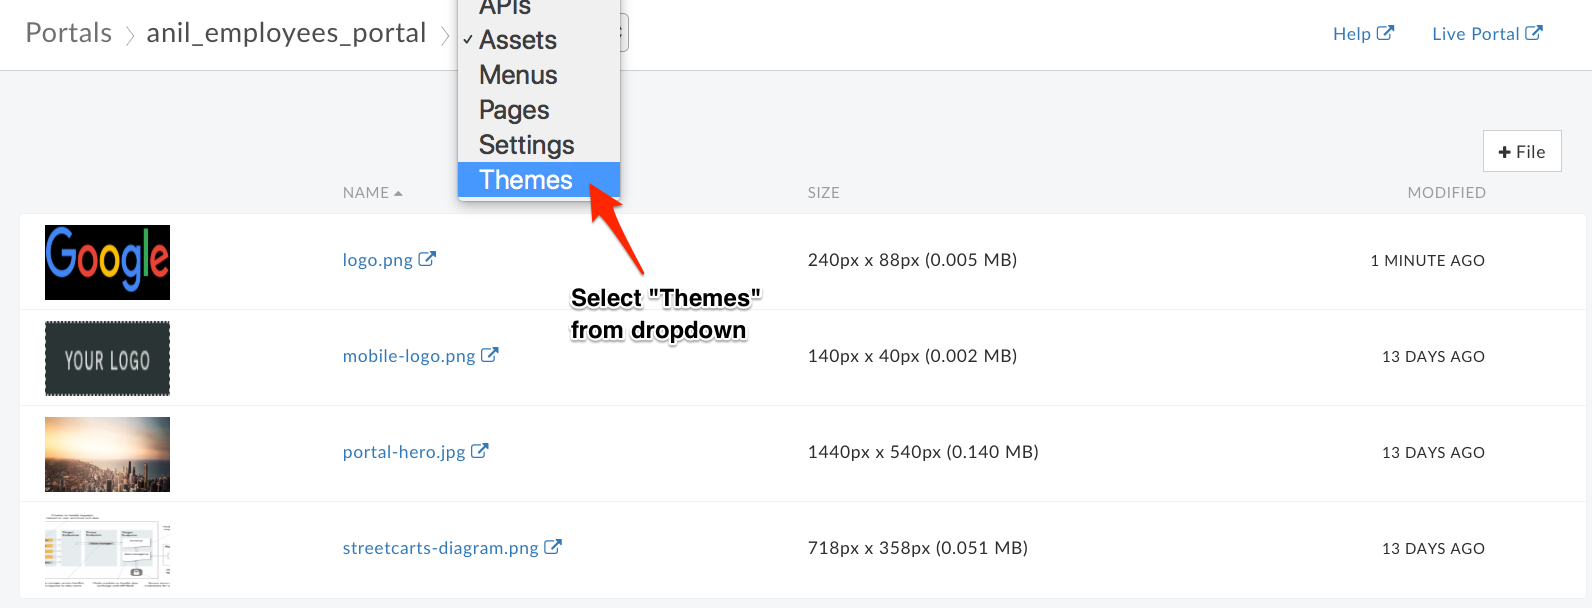 Portals
anil_employees_portal
APIs
✓ Assets
Menus
Pages
Settings
Themes
Help
Live Portal
+ File
NAME
SIZE
MODIFIED
Google
logo.png
240px x 88px (0.005 MB)
1 MINUTE AGO
Select "Themes"
from dropdown
YOUR LOGO
mobile-logo.png
140px x 40px (0.002 MB)
13 DAYS AGO
portal-hero.jpg
1440px x 540px (0.140 MB)
13 DAYS AGO
streetcarts-diagram.png
718px x 358px (0.051 MB)
13 DAYS AGO